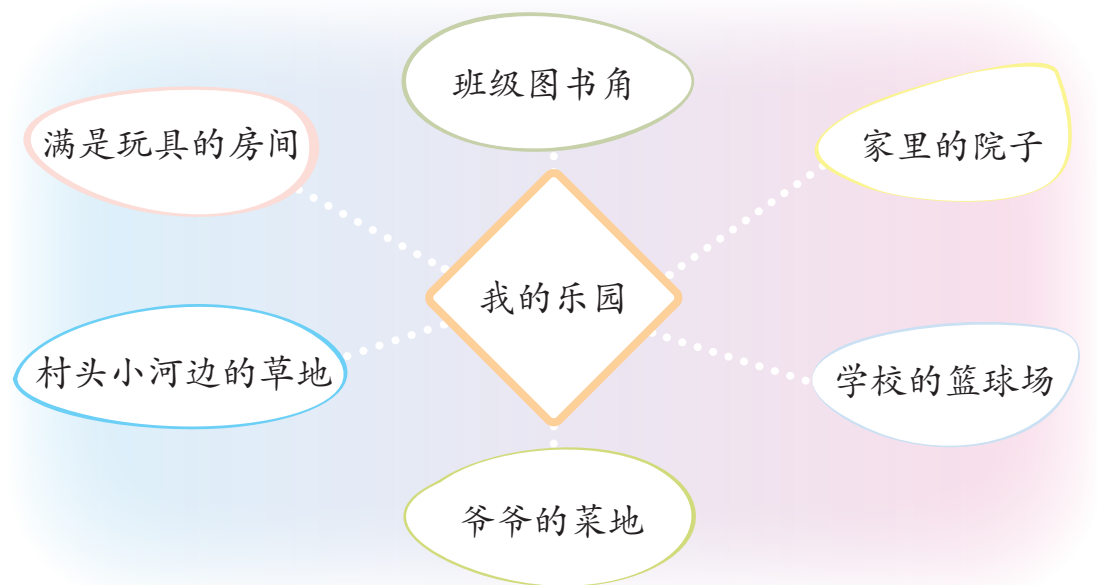 班级图书角
满是玩具的房间
家里的院子
我的乐园
村头小河边的草地
学校的篮球场
爷爷的菜地